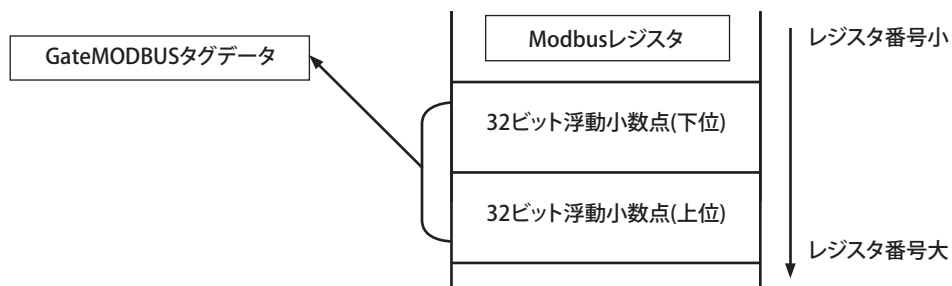 Modbusレジスタ
レジスタ番号小
GateMODBUSタグデータ
32ビット浮動小数点(下位)
32ビット浮動小数点(上位)
レジスタ番号大